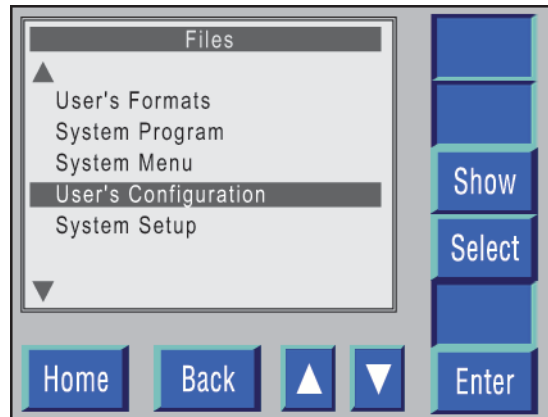 Files
User's Formats
System Program
System Menu
User's Configuration
System Setup
Show
Select
Home
Back
Enter